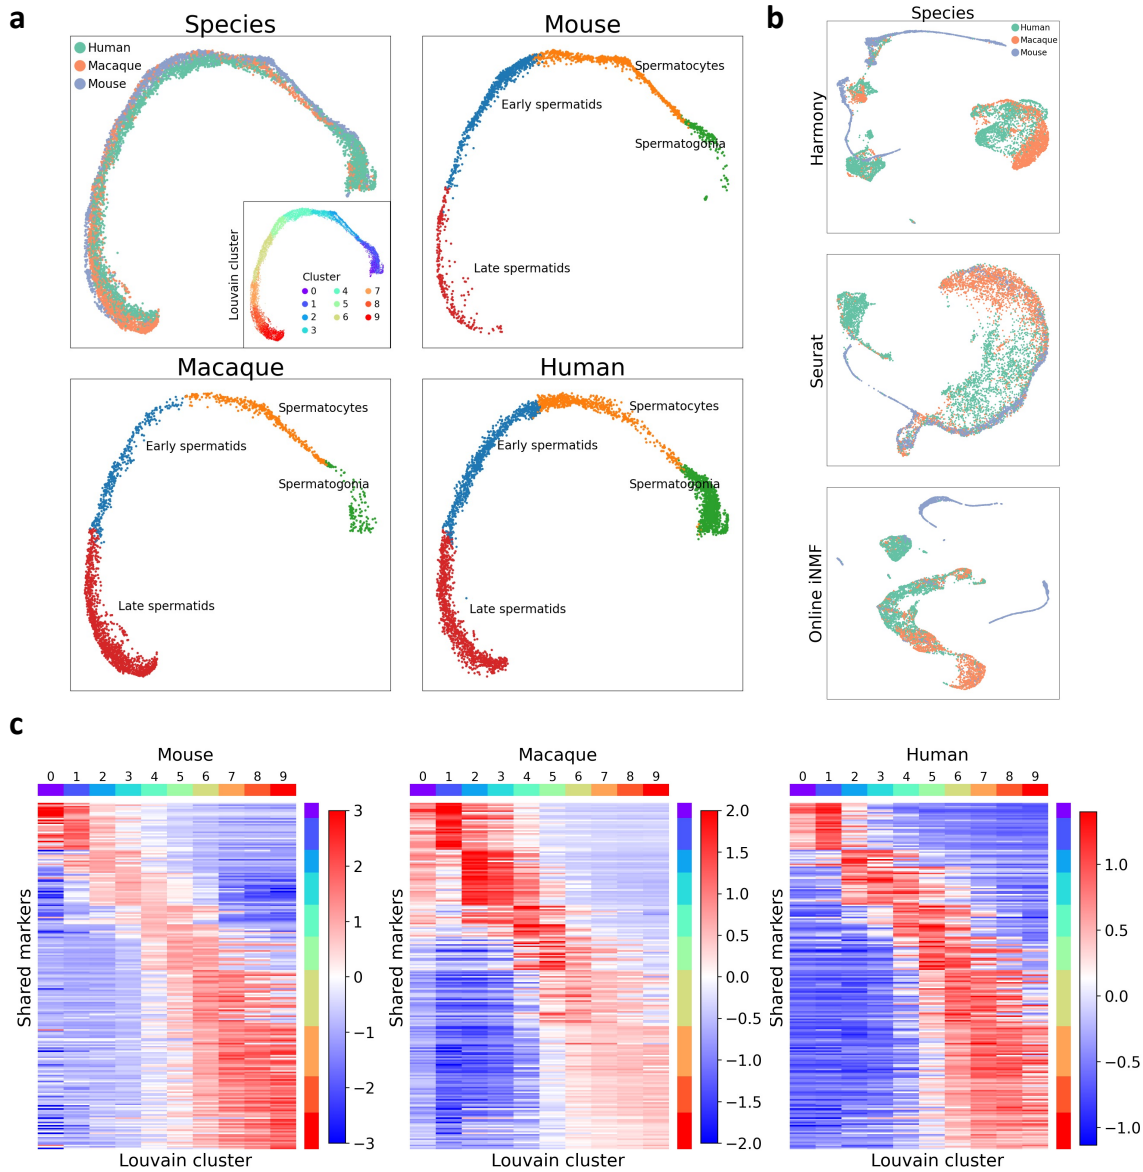 a
Species
Human
Macaque
Mouse
Louvain cluster
Cluster
0 4 7
1 5 8
2 6 9
3
Mouse
Spermatocytes
Early spermatids
Spermatogonia
Late spermatids
Macaque
Spermatocytes
Early spermatids
Spermatogonia
Late spermatids
Human
Spermatocytes
Early spermatids
Spermatogonia
Late spermatids
b
Species
Human
Macaque
Mouse
Harmony
Seurat
Online iNMF
c
Mouse
0 1 2 3 4 5 6 7 8 9
Shared markers
Louvain cluster
3
2
1
0
−1
−2
−3
Macaque
0 1 2 3 4 5 6 7 8 9
Shared markers
Louvain cluster
2.0
1.5
1.0
0.5
0.0
−0.5
−1.0
−1.5
−2.0
Human
0 1 2 3 4 5 6 7 8 9
Shared markers
Louvain cluster
1.0
0.5
0.0
−0.5
−1.0